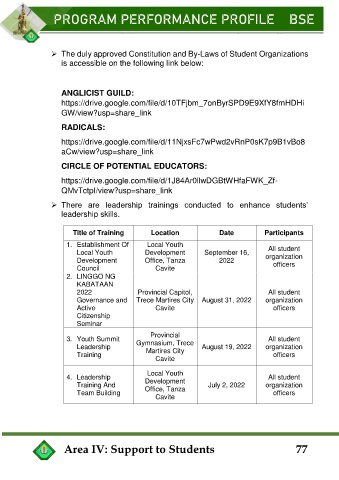 PROGRAM PERFORMANCE PROFILE BSE
➢ The duly approved Constitution and By-Laws of Student Organizations
is accessible on the following link below:
ANGLICIST GUILD:
https://drive.google.com/file/d/10TFjbm_7onByrSPD9E9XfY8fmHDHi
GW/view?usp=share_link
RADICALS:
https://drive.google.com/file/d/11NjxsFc7wPwd2vRnP0sK7p9B1vBo8
aCw/view?usp=share_link
CIRCLE OF POTENTIAL EDUCATORS:
https://drive.google.com/file/d/1J84Ar0IlwDGBtWHfaFWK_Zf-
QMvTctpI/view?usp=share_link
➢ There are leadership trainings conducted to enhance students'
leadership skills.
Title of Training Location Date Participants
1. Establishment Of
Local Youth
Development
Council
Local Youth
Development
Office, Tanza
Cavite
September 16,
2022
All student
organization
officers
2. LINGGO NG
KABATAAN
2022
Governance and
Active
Citizenship
Seminar
Provincial Capitol,
Trece Martires City
Cavite
August 31, 2022
All student
organization
officers
3. Youth Summit
Leadership
Training
Provincial
Gymnasium, Trece
Martires City
Cavite
August 19, 2022
All student
organization
officers
4. Leadership
Training And
Team Building
Local Youth
Development
Office, Tanza
Cavite
July 2, 2022
All student
organization
officers
Area IV: Support to Students 77